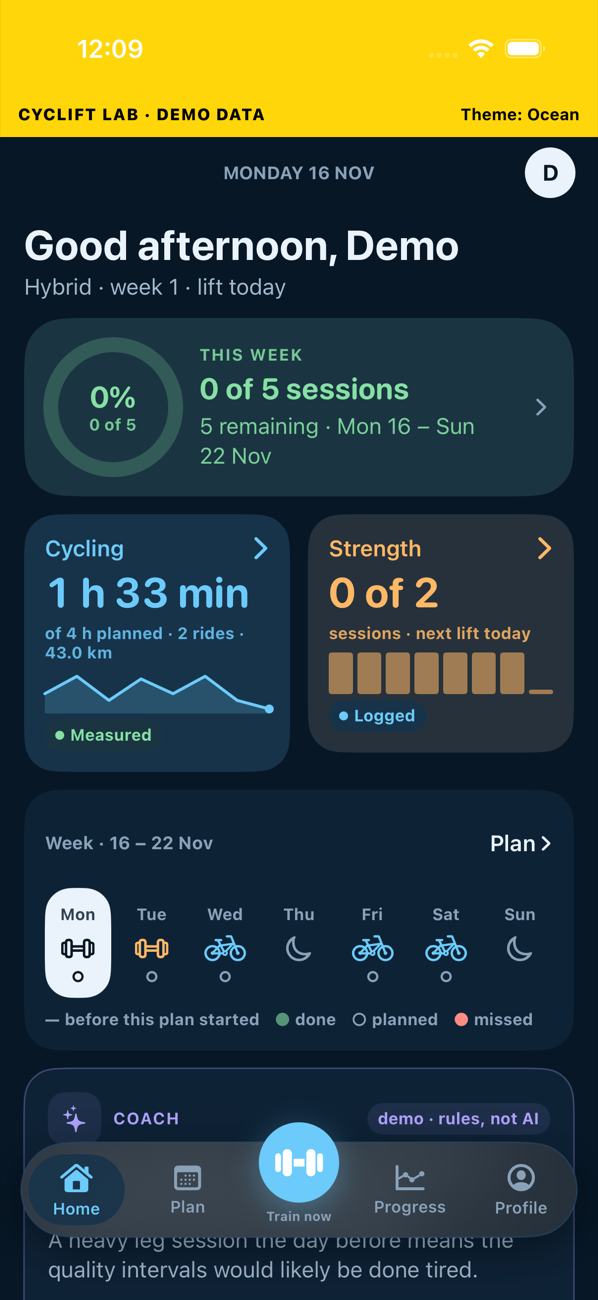 12:09
CYCLIFT LAB · DEMO DATA
Theme: Ocean
MONDAY 16 NOV
D
Good afternoon, Demo
Hybrid · week 1 · lift today
0%
0 of 5
THIS WEEK
0 of 5 sessions
5 remaining · Mon 16 – Sun
22 Nov
Cycling
1 h 33 min
of 4 h planned · 2 rides ·
43.0 km
Measured
Strength
0 of 2
sessions · next lift today
Logged
Week · 16 – 22 Nov
Plan
Mon
Tue
Wed
Thu
Fri
Sat
Sun
— before this plan started
done
planned
missed
COACH
demo · rules, not AI
Home
Plan
Train now
Progress
Profile
A heavy leg session the day before means the
quality intervals would likely be done tired.